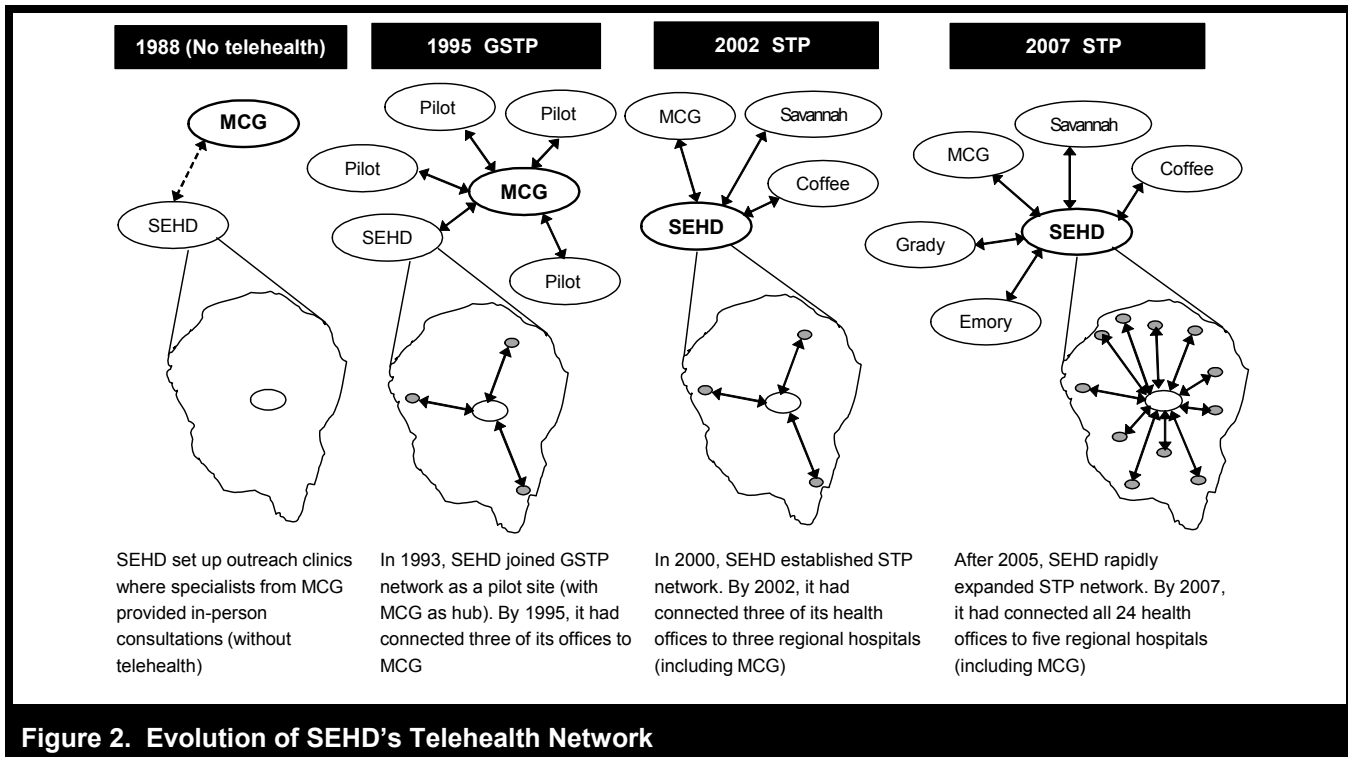 1988 (No telehealth)
MCG
SEHD
SEHD set up outreach clinics
where specialists from MCG
provided in-person
consultations (without
telehealth)
1995 GSTP
Pilot
Pilot
Pilot
MCG
SEHD
Pilot
In 1993, SEHD joined GSTP
network as a pilot site (with
MCG as hub). By 1995, it had
connected three of its offices to
MCG
2002 STP
MCG
Savannah
Coffee
SEHD
In 2000, SEHD established STP
network. By 2002, it had
connected three of its health
offices to three regional hospitals
(including MCG)
2007 STP
Savannah
MCG
Coffee
SEHD
Grady
Emory
After 2005, SEHD rapidly
expanded STP network. By 2007,
it had connected all 24 health
offices to five regional hospitals
(including MCG)
Figure 2. Evolution of SEHD's Telehealth Network